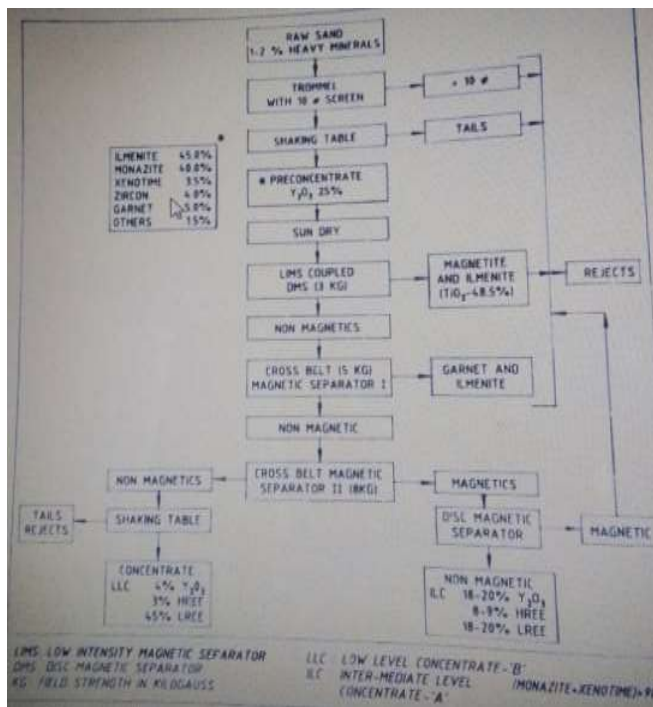 RAW SAND
1-2 % HEAVY MINERALS
TROMMEL
WITH 10 # SCREEN
+ 10 #
SHAKING TABLE
TAILS
*
ILMENITE 45.0%
MONAZITE 40.0%
XENOTIME 3.5%
ZIRCON 4.0%
GARNET 5.0%
OTHERS 1.5%
* PRECONCENTRATE
Y₂O₃ 25%
SUN DRY
LIMS COUPLED
DMS (3 KG)
MAGNETITE
AND ILMENITE
(TiO₂-48.5%)
REJECTS
NON MAGNETICS
CROSS BELT (5 KG)
MAGNETIC SEPARATOR I
GARNET AND
ILMENITE
NON MAGNETIC
CROSS BELT MAGNETIC
SEPARATOR II (8KG)
NON MAGNETICS
MAGNETICS
TAILS
REJECTS
SHAKING TABLE
DISC MAGNETIC
SEPARATOR
MAGNETIC
CONCENTRATE
LLC 4% Y₂O₃
3% HREE
45% LREE
NON MAGNETIC
ILC 18-20% Y₂O₃
8-9% HREE
18-20% LREE
LIMS LOW INTENSITY MAGNETIC SEPARATOR
DMS DISC MAGNETIC SEPARATOR
KG FIELD STRENGTH IN KILOGAUSS
LLC : LOW LEVEL CONCENTRATE-'B'
ILC INTER-MEDIATE LEVEL
CONCENTRATE-'A'
(MONAZITE+XENOTIME)